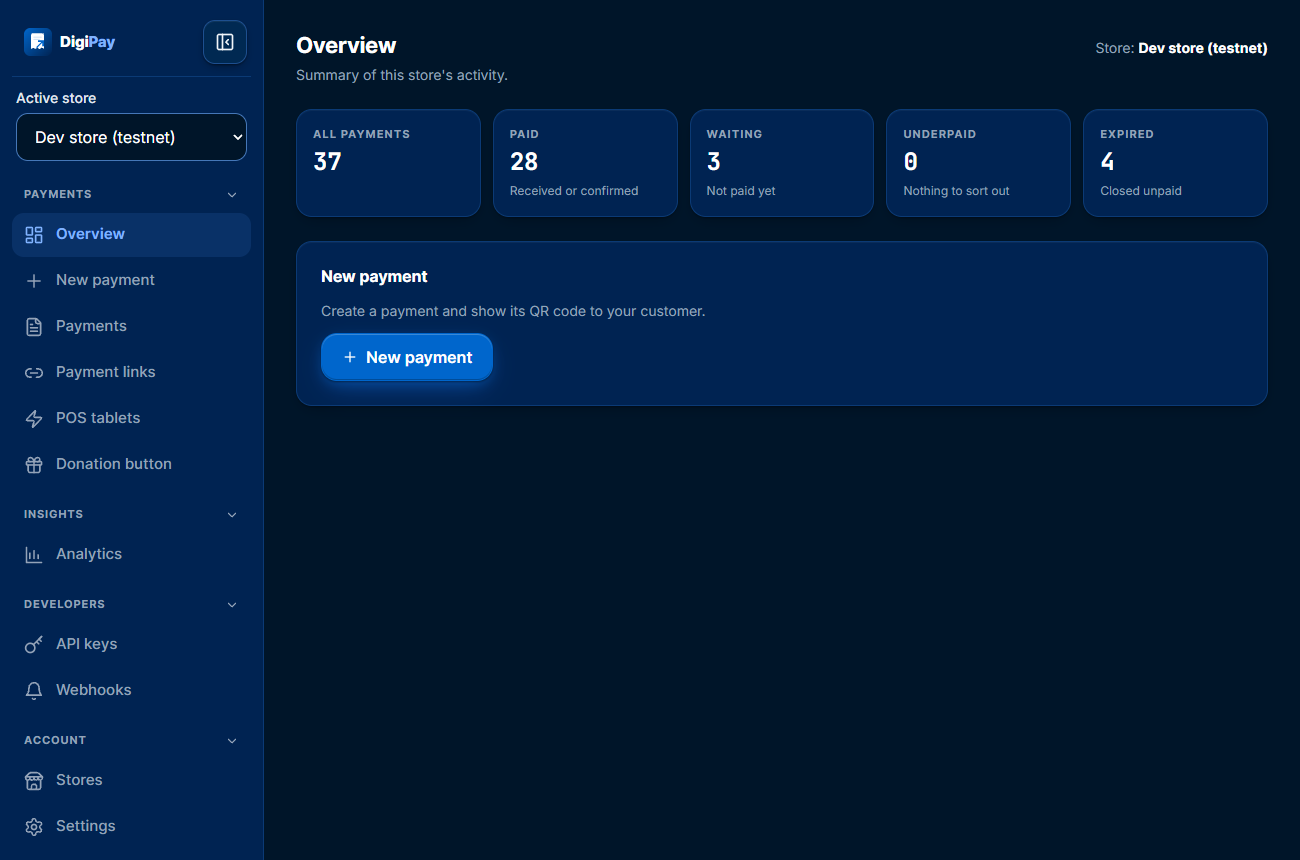 DigiPay
Active store
Dev store (testnet)
PAYMENTS
Overview
New payment
Payments
Payment links
POS tablets
Donation button
INSIGHTS
Analytics
DEVELOPERS
API keys
Webhooks
ACCOUNT
Stores
Settings
Overview
Summary of this store's activity.
Store: Dev store (testnet)
ALL PAYMENTS
37
PAID
28
Received or confirmed
WAITING
3
Not paid yet
UNDERPAID
0
Nothing to sort out
EXPIRED
4
Closed unpaid
New payment
Create a payment and show its QR code to your customer.
New payment